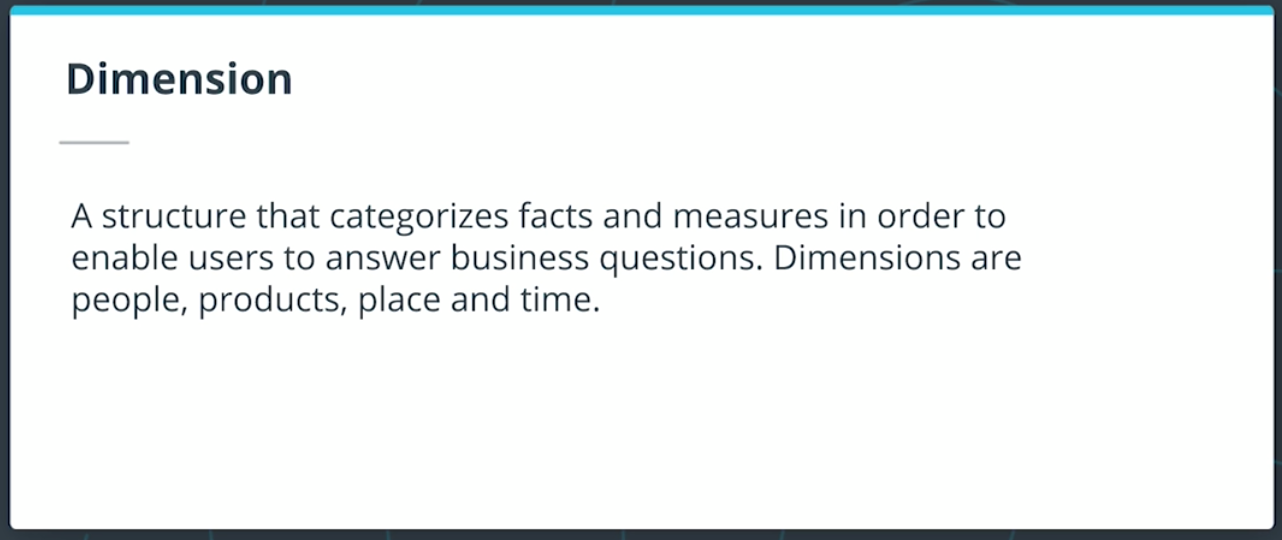 Dimension
A structure that categorizes facts and measures in order to
enable users to answer business questions. Dimensions are
people, products, place and time.